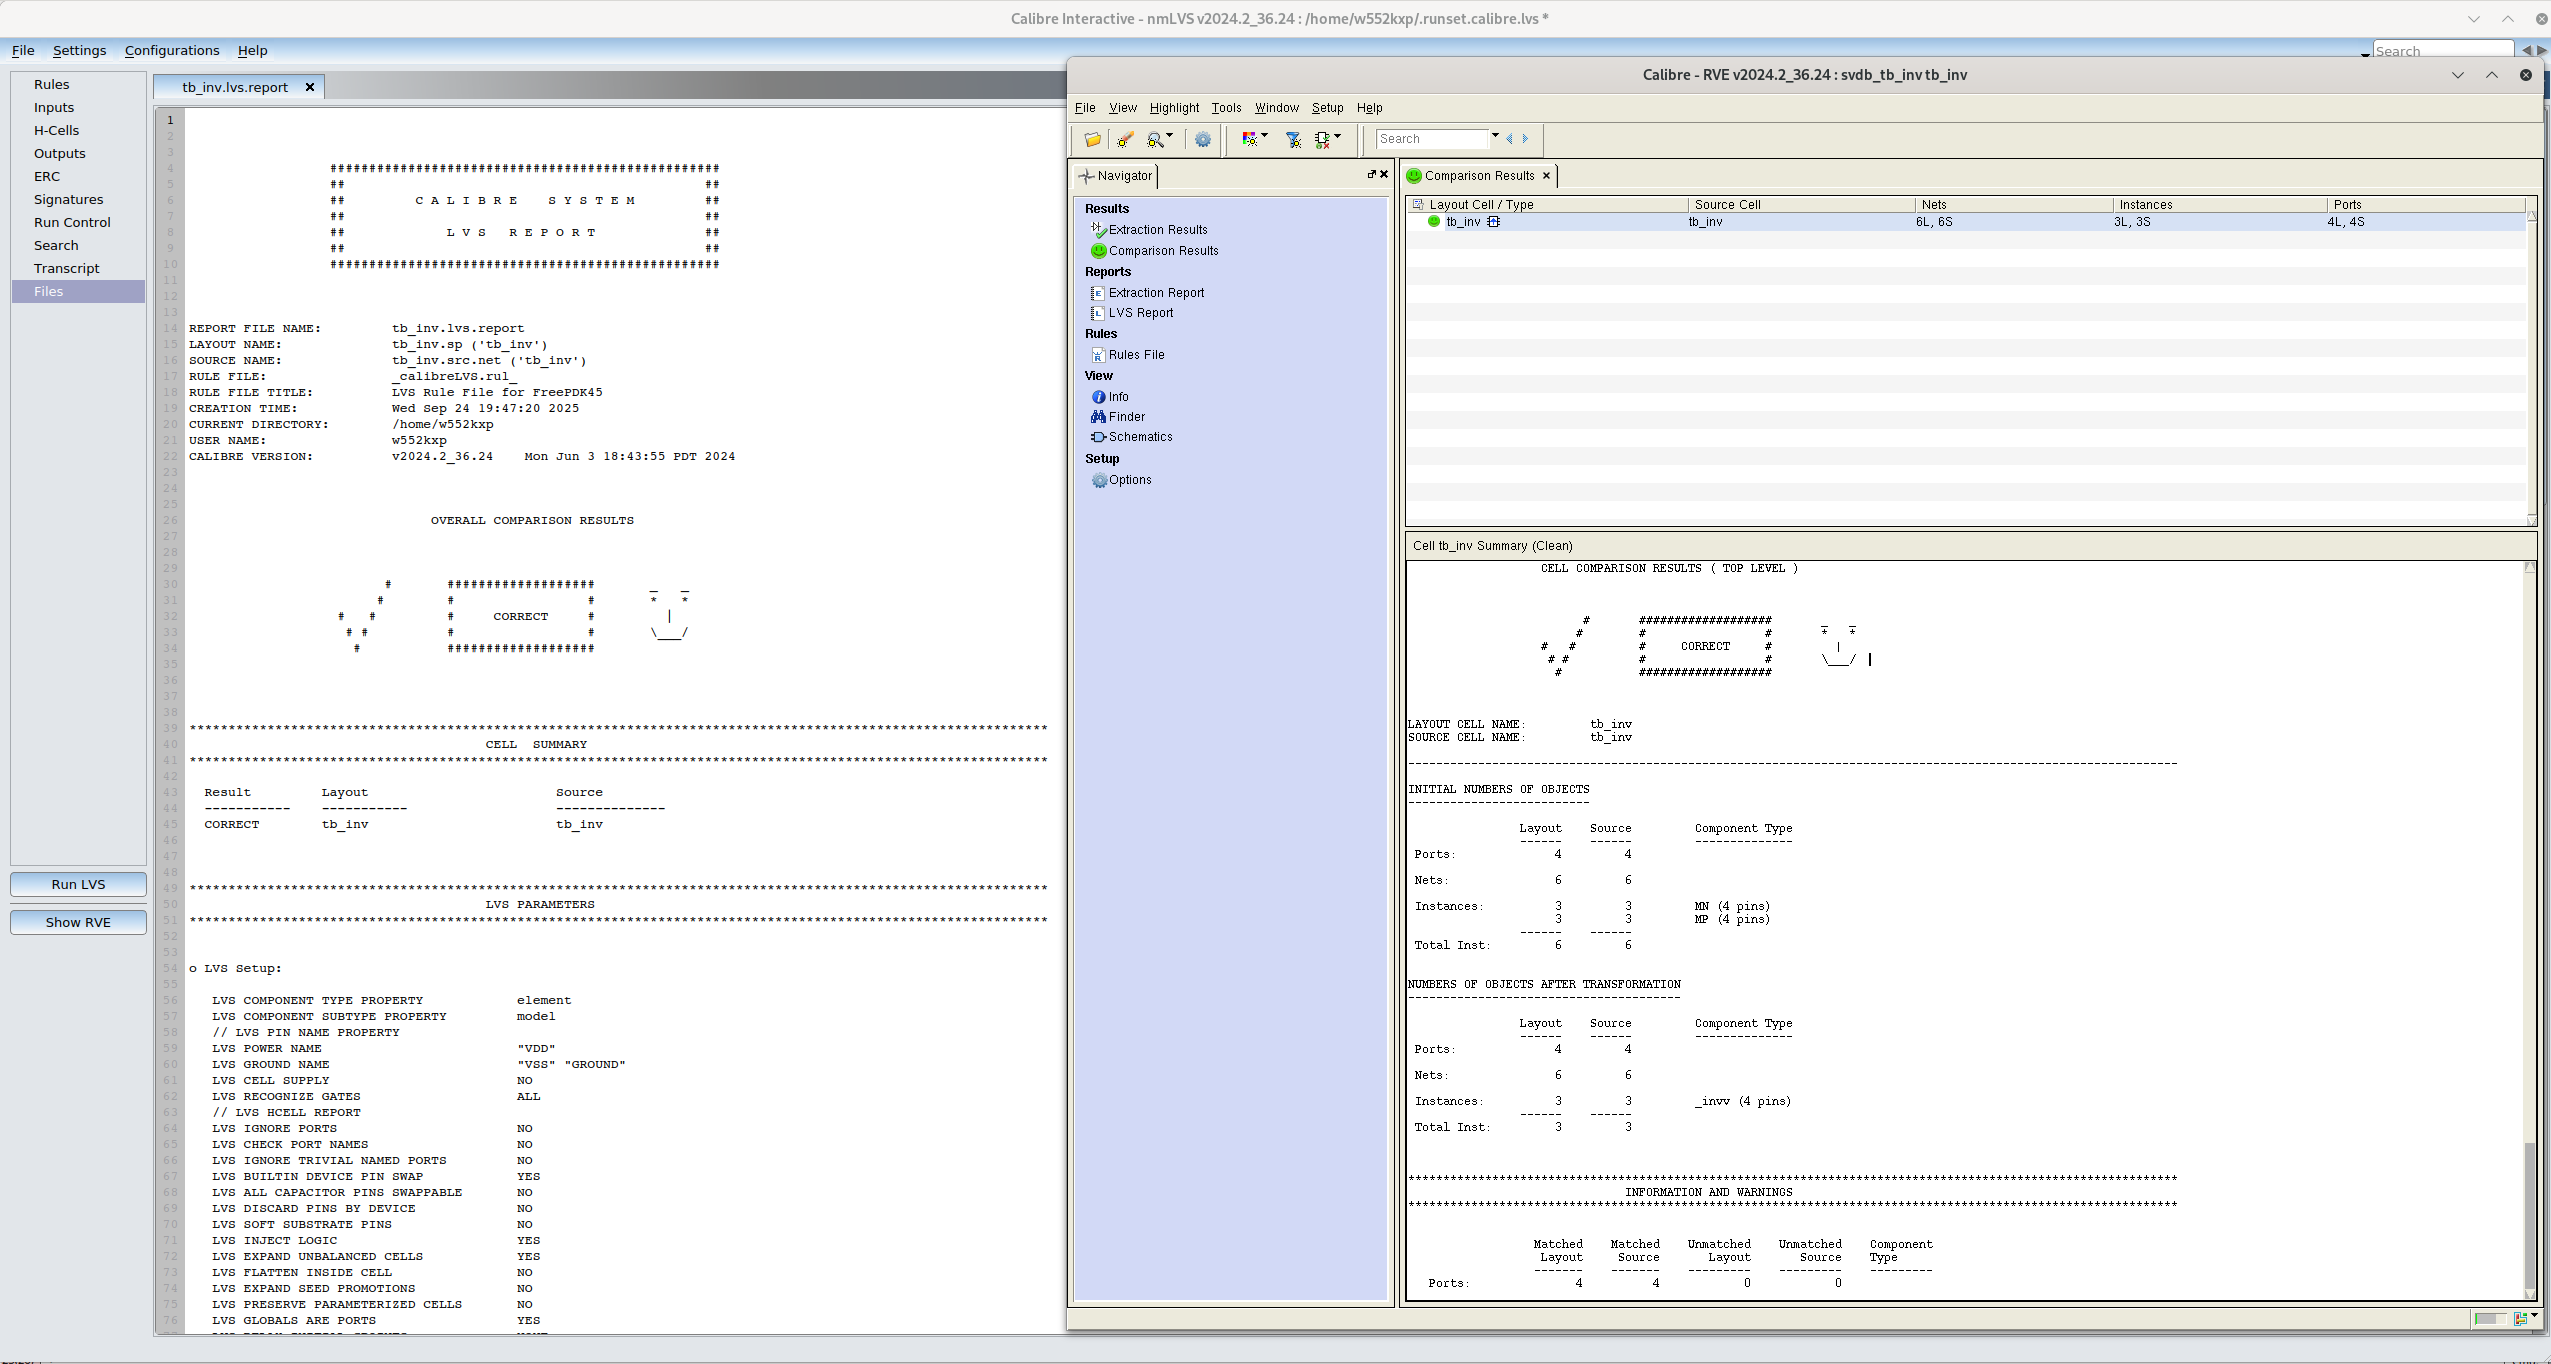 Calibre Interactive - nmLVS v2024.2_36.24 : /home/w552kxp/.runset.calibre.lvs *
File Settings Configurations Help
Search
Rules
Inputs
H-Cells
Outputs
ERC
Signatures
Run Control
Search
Transcript
Files
Run LVS
Show RVE
tb_inv.lvs.report
1
2
3
4 ##################################################
5 ## ##
6 ## C A L I B R E S Y S T E M ##
7 ## ##
8 ## L V S R E P O R T ##
9 ## ##
10 ##################################################
11
12
13
14 REPORT FILE NAME: tb_inv.lvs.report
15 LAYOUT NAME: tb_inv.sp ('tb_inv')
16 SOURCE NAME: tb_inv.src.net ('tb_inv')
17 RULE FILE: _calibreLVS.rul_
18 RULE FILE TITLE: LVS Rule File for FreePDK45
19 CREATION TIME: Wed Sep 24 19:47:20 2025
20 CURRENT DIRECTORY: /home/w552kxp
21 USER NAME: w552kxp
22 CALIBRE VERSION: v2024.2_36.24 Mon Jun 3 18:43:55 PDT 2024
23
24
25
26 OVERALL COMPARISON RESULTS
27
28
29
30 # ################### _ _
31 # # # * *
32 # # # CORRECT # |
33 # # # # \___/
34 # ###################
35
36
37
38
39 **************************************************************************************************************
40 CELL SUMMARY
41 **************************************************************************************************************
42
43 Result Layout Source
44 ----------- ----------- --------------
45 CORRECT tb_inv tb_inv
46
47
48
49 **************************************************************************************************************
50 LVS PARAMETERS
51 **************************************************************************************************************
52
53
54 o LVS Setup:
55
56 LVS COMPONENT TYPE PROPERTY element
57 LVS COMPONENT SUBTYPE PROPERTY model
58 // LVS PIN NAME PROPERTY
59 LVS POWER NAME "VDD"
60 LVS GROUND NAME "VSS" "GROUND"
61 LVS CELL SUPPLY NO
62 LVS RECOGNIZE GATES ALL
63 // LVS HCELL REPORT
64 LVS IGNORE PORTS NO
65 LVS CHECK PORT NAMES NO
66 LVS IGNORE TRIVIAL NAMED PORTS NO
67 LVS BUILTIN DEVICE PIN SWAP YES
68 LVS ALL CAPACITOR PINS SWAPPABLE NO
69 LVS DISCARD PINS BY DEVICE NO
70 LVS SOFT SUBSTRATE PINS NO
71 LVS INJECT LOGIC YES
72 LVS EXPAND UNBALANCED CELLS YES
73 LVS FLATTEN INSIDE CELL NO
74 LVS EXPAND SEED PROMOTIONS NO
75 LVS PRESERVE PARAMETERIZED CELLS NO
76 LVS GLOBALS ARE PORTS YES
Calibre - RVE v2024.2_36.24 : svdb_tb_inv tb_inv
File View Highlight Tools Window Setup Help
Search
Navigator
Results
Extraction Results
Comparison Results
Reports
Extraction Report
LVS Report
Rules
Rules File
View
Info
Finder
Schematics
Setup
Options
Comparison Results
Layout Cell / Type Source Cell Nets Instances Ports
tb_inv tb_inv 6L, 6S 3L, 3S 4L, 4S
Cell tb_inv Summary (Clean)
CELL COMPARISON RESULTS ( TOP LEVEL )
# ################### _ _
# # # * *
# # # CORRECT # |
# # # # \___/
# ###################
LAYOUT CELL NAME: tb_inv
SOURCE CELL NAME: tb_inv
--------------------------------------------------------------------------------------------------------------
INITIAL NUMBERS OF OBJECTS
--------------------------
Layout Source Component Type
------ ------ --------------
Ports: 4 4
Nets: 6 6
Instances: 3 3 MN (4 pins)
3 3 MP (4 pins)
------ ------
Total Inst: 6 6
NUMBERS OF OBJECTS AFTER TRANSFORMATION
---------------------------------------
Layout Source Component Type
------ ------ --------------
Ports: 4 4
Nets: 6 6
Instances: 3 3 _invv (4 pins)
------ ------
Total Inst: 3 3
**************************************************************************************************************
INFORMATION AND WARNINGS
**************************************************************************************************************
Matched Matched Unmatched Unmatched Component
Layout Source Layout Source Type
------- ------- --------- --------- ---------
Ports: 4 4 0 0